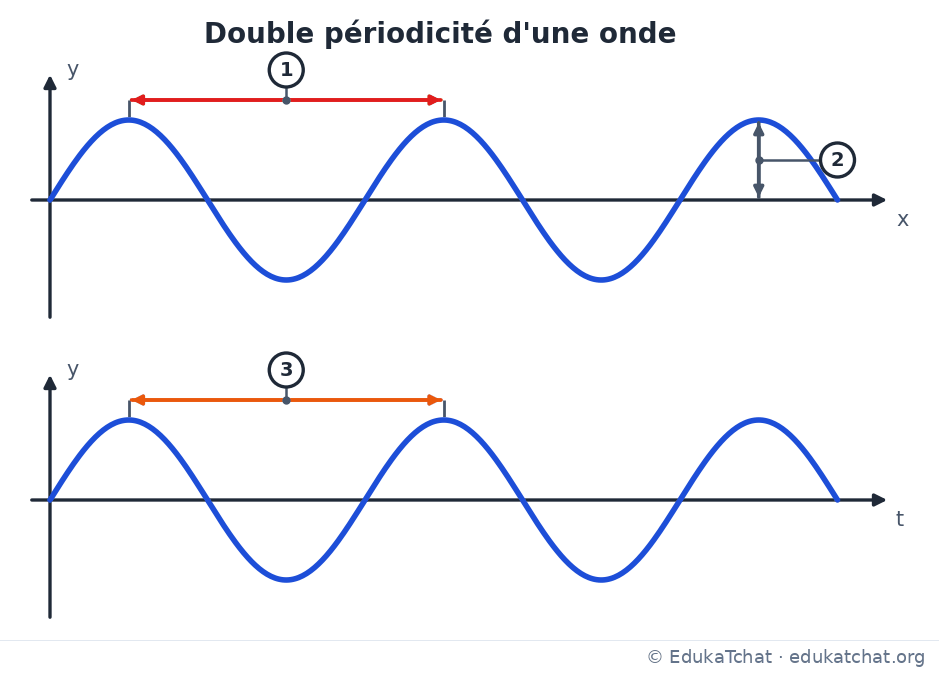 Double périodicité d'une onde
y
1
2
x
y
3
t
© EdukaTchat · edukatchat.org